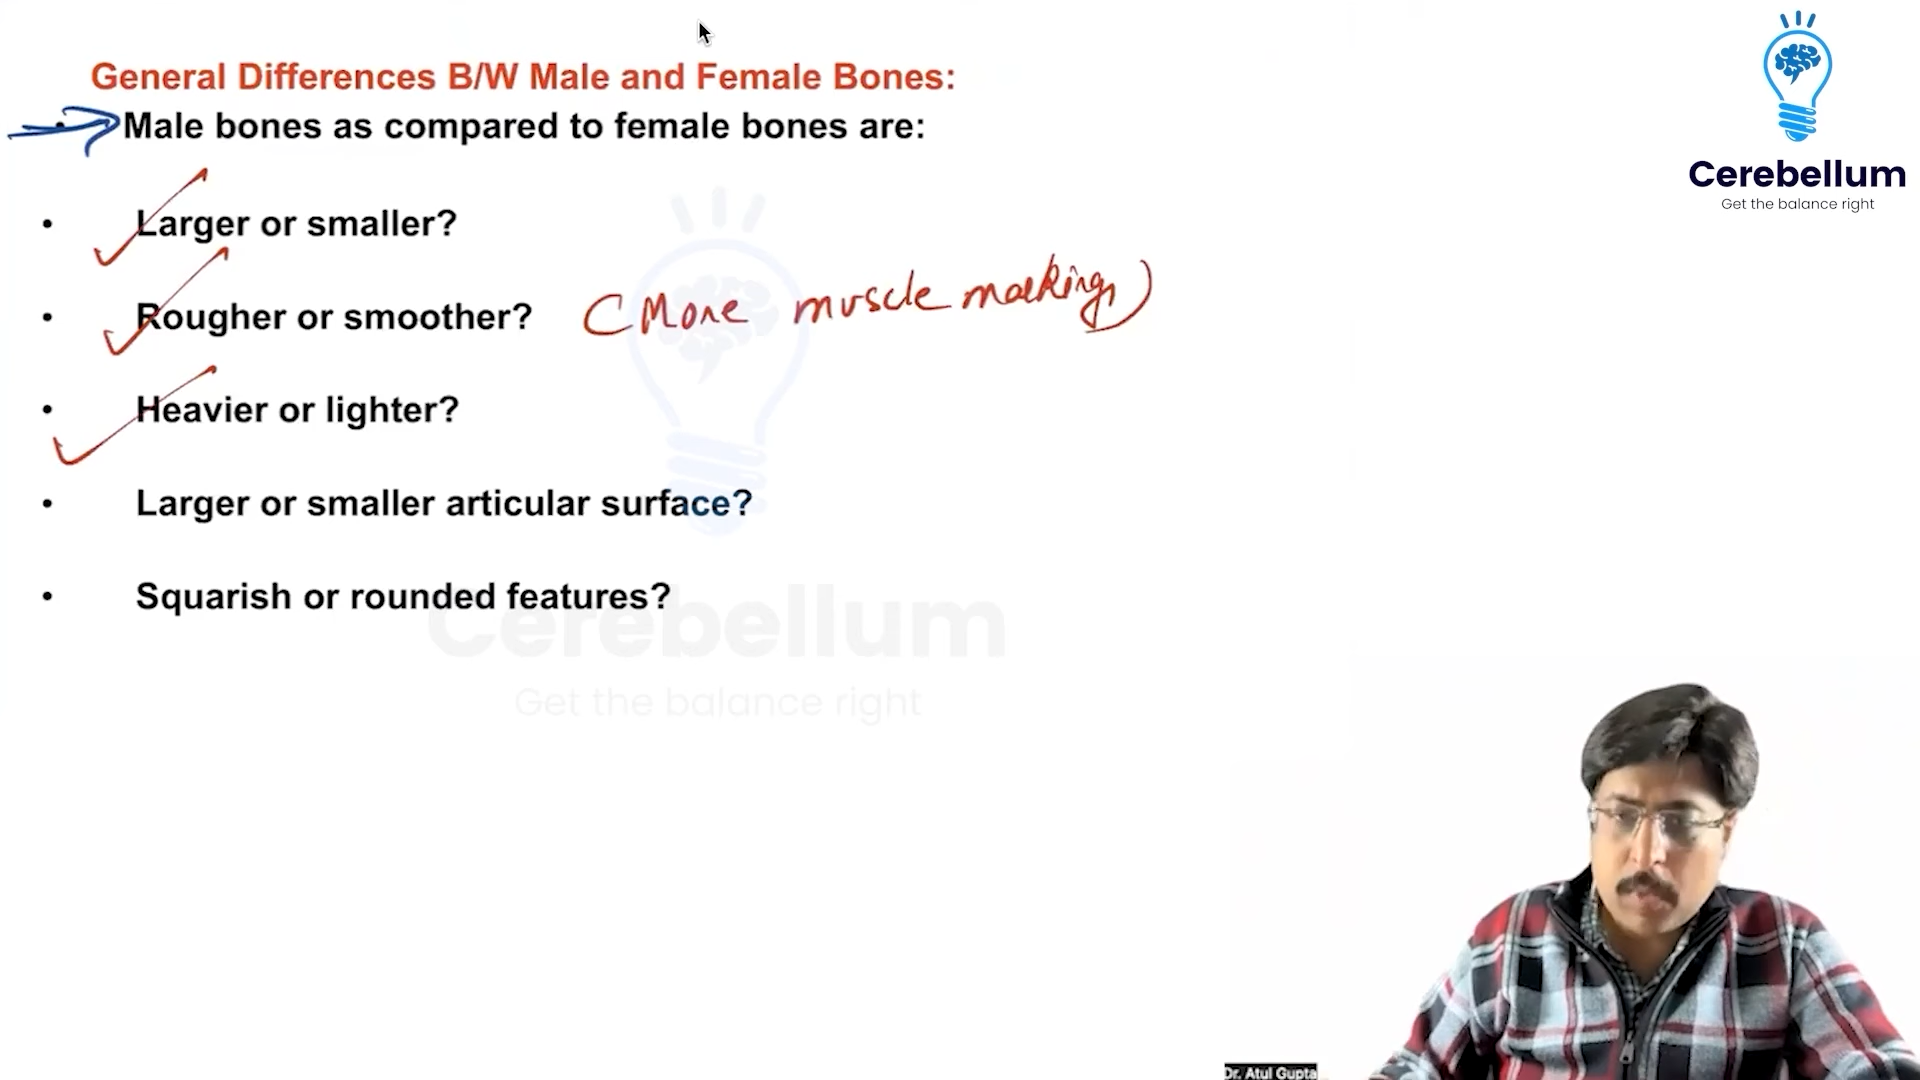 General Differences B/W Male and Female Bones:
Male bones as compared to female bones are:
• Larger or smaller?
• Rougher or smoother? (More muscle markings)
• Heavier or lighter?
• Larger or smaller articular surface?
• Squarish or rounded features?
Cerebellum
Get the balance right
Cerebellum
Get the balance right
Dr. Atul Gupta